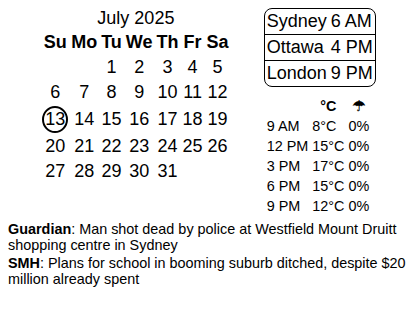 July 2025
Su Mo Tu We Th Fr Sa
1 2 3 4 5
6 7 8 9 10 11 12
13 14 15 16 17 18 19
20 21 22 23 24 25 26
27 28 29 30 31
Sydney 6 AM
Ottawa 4 PM
London 9 PM
°C ☂
9 AM 8°C 0%
12 PM 15°C 0%
3 PM 17°C 0%
6 PM 15°C 0%
9 PM 12°C 0%
Guardian: Man shot dead by police at Westfield Mount Druitt
shopping centre in Sydney
SMH: Plans for school in booming suburb ditched, despite $20
million already spent